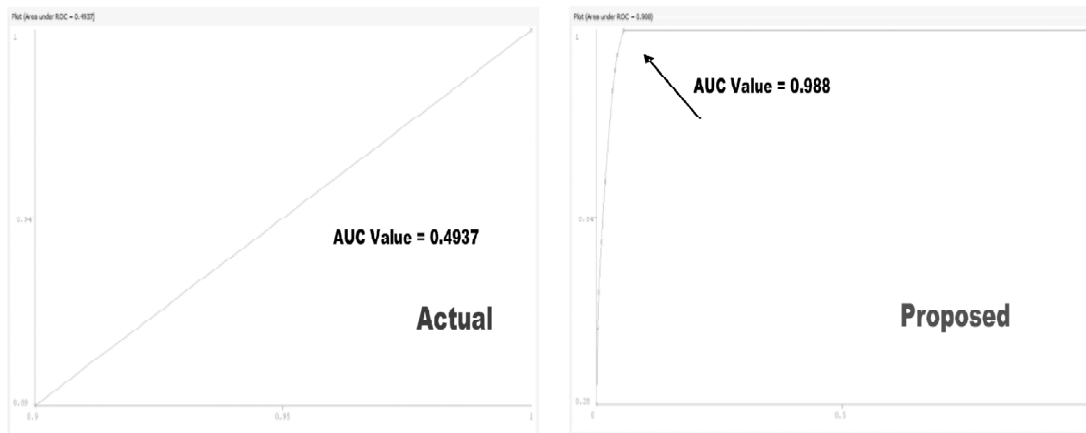 Plot (Area under ROC = 0.4937)
1
AUC Value = 0.4937
Actual
0.9
0.95
1
Plot (Area under ROC = 0.988)
1
AUC Value = 0.988
Proposed
0
0.5